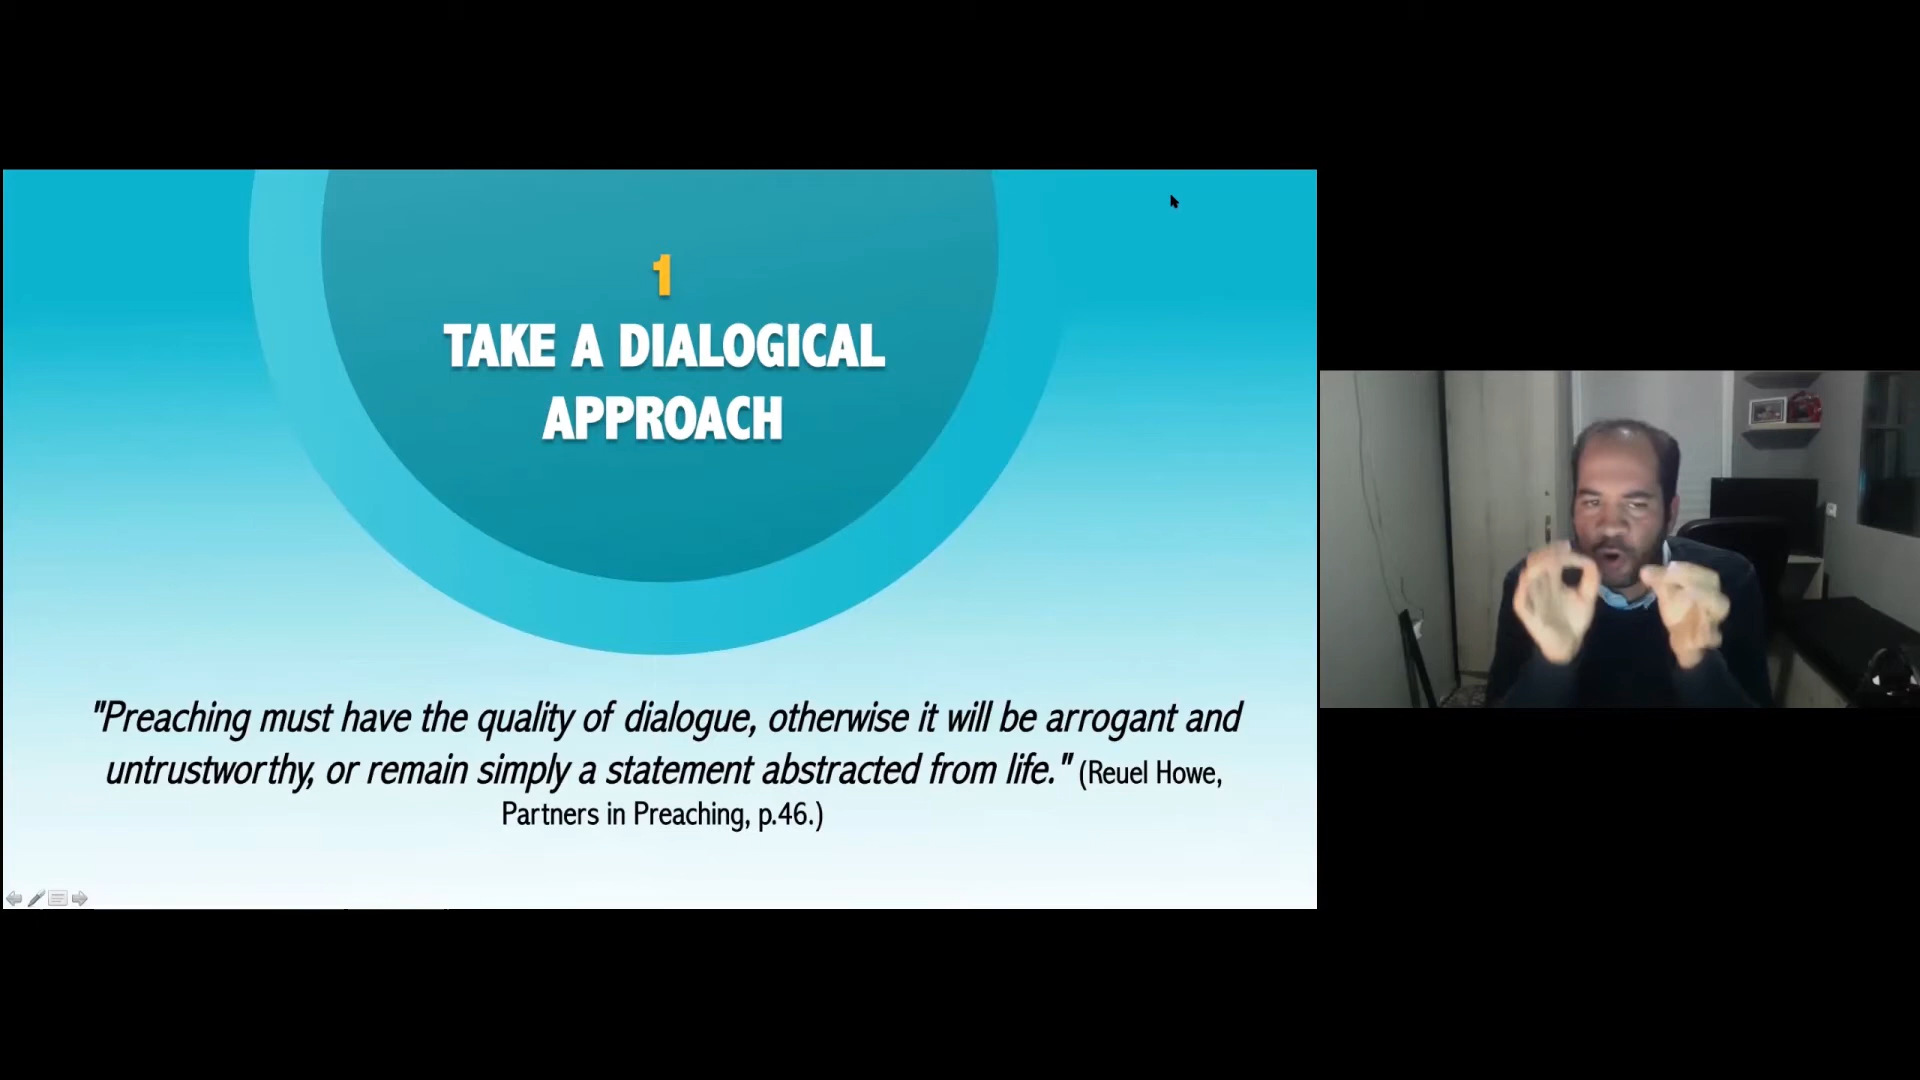 1
TAKE A DIALOGICAL
APPROACH
"Preaching must have the quality of dialogue, otherwise it will be arrogant and
untrustworthy, or remain simply a statement abstracted from life." (Reuel Howe,
Partners in Preaching, p.46.)